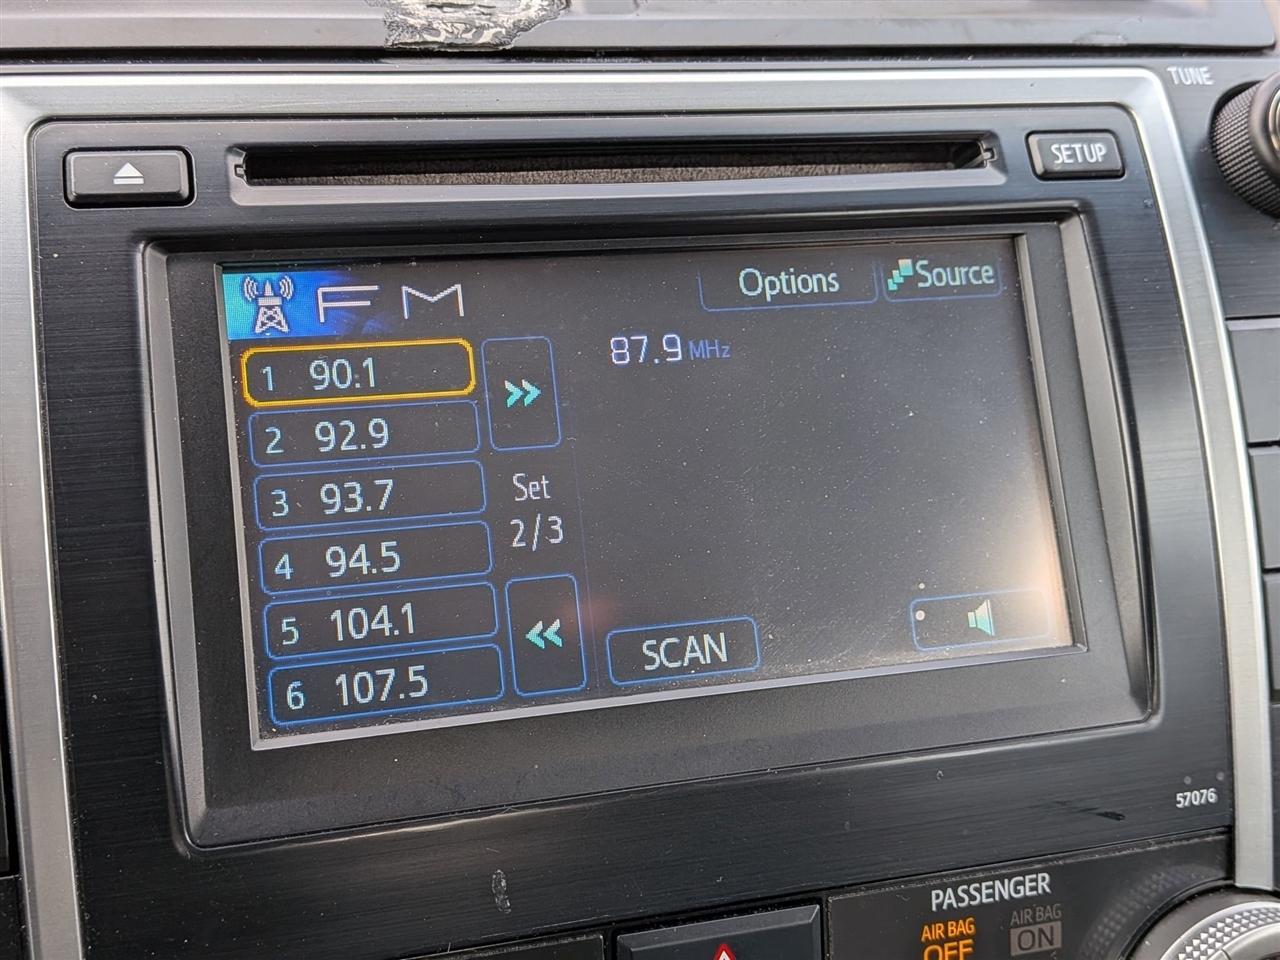 TUNE
SETUP
FM
Options
Source
1 90.1
87.9 MHz
2 92.9
3 93.7
Set
2/3
4 94.5
5 104.1
6 107.5
SCAN
57076
PASSENGER
AIR BAG
OFF
AIR BAG
ON